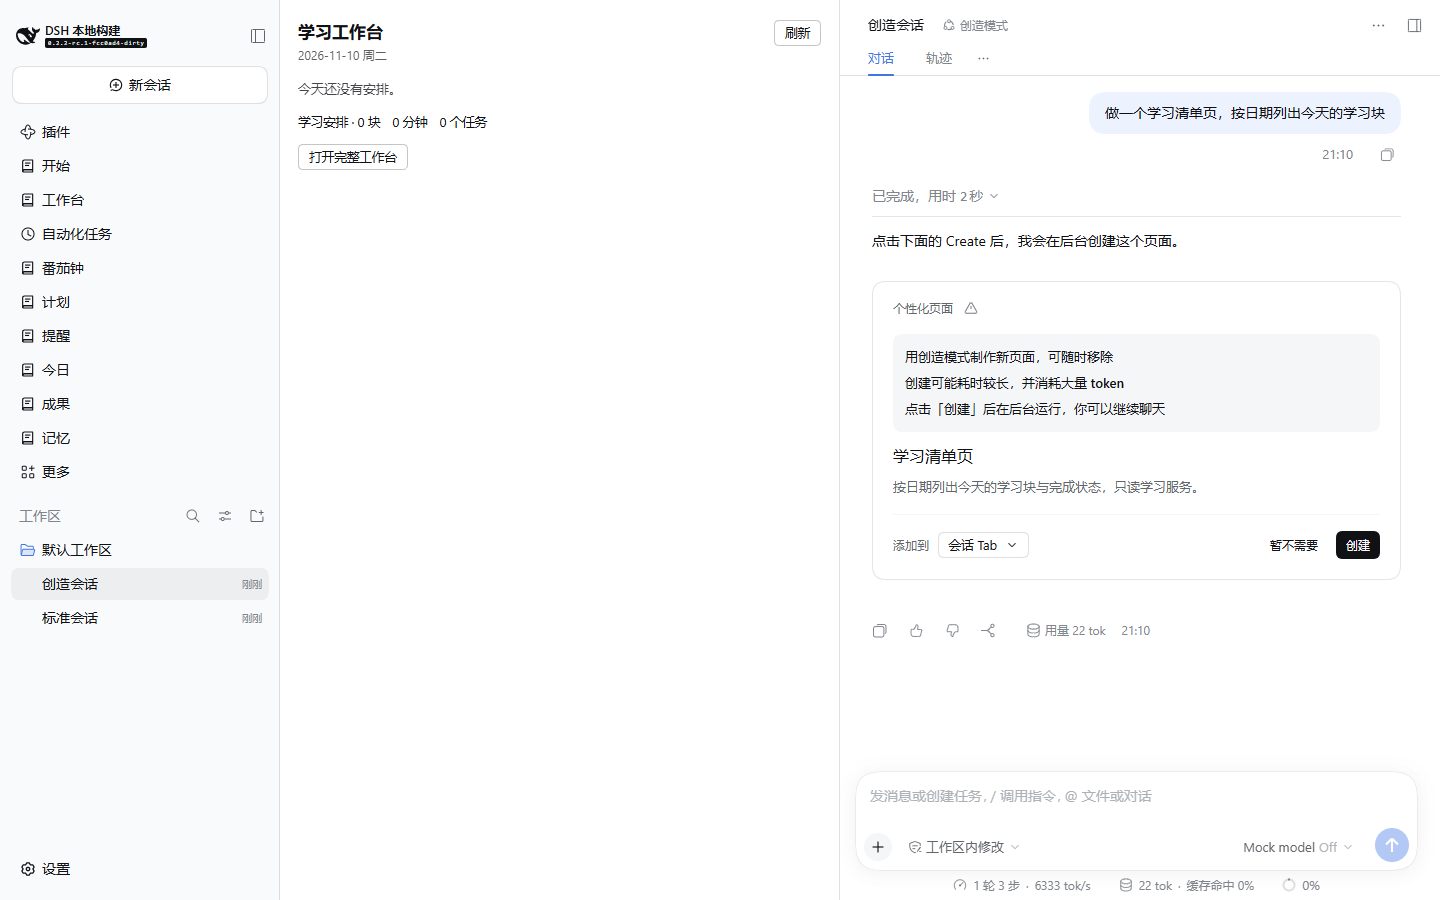 DSH 本地构建
0.3.2-rc.1-fcc0ad4-dirty
新会话
插件
开始
工作台
自动化任务
番茄钟
计划
提醒
今日
成果
记忆
更多
工作区
默认工作区
创造会话 刚刚
标准会话 刚刚
设置
学习工作台
刷新
2026-11-10 周二
今天还没有安排。
学习安排 · 0 块 0 分钟 0 个任务
打开完整工作台
创造会话 创造模式
对话 轨迹 ···
做一个学习清单页，按日期列出今天的学习块
21:10
已完成，用时 2 秒
点击下面的 Create 后，我会在后台创建这个页面。
个性化页面
用创造模式制作新页面，可随时移除
创建可能耗时较长，并消耗大量 token
点击「创建」后在后台运行，你可以继续聊天
学习清单页
按日期列出今天的学习块与完成状态，只读学习服务。
添加到 会话 Tab 暂不需要 创建
用量 22 tok 21:10
发消息或创建任务, / 调用指令, @ 文件或对话
工作区内修改 Mock model Off
1 轮 3 步 · 6333 tok/s 22 tok · 缓存命中 0% 0%